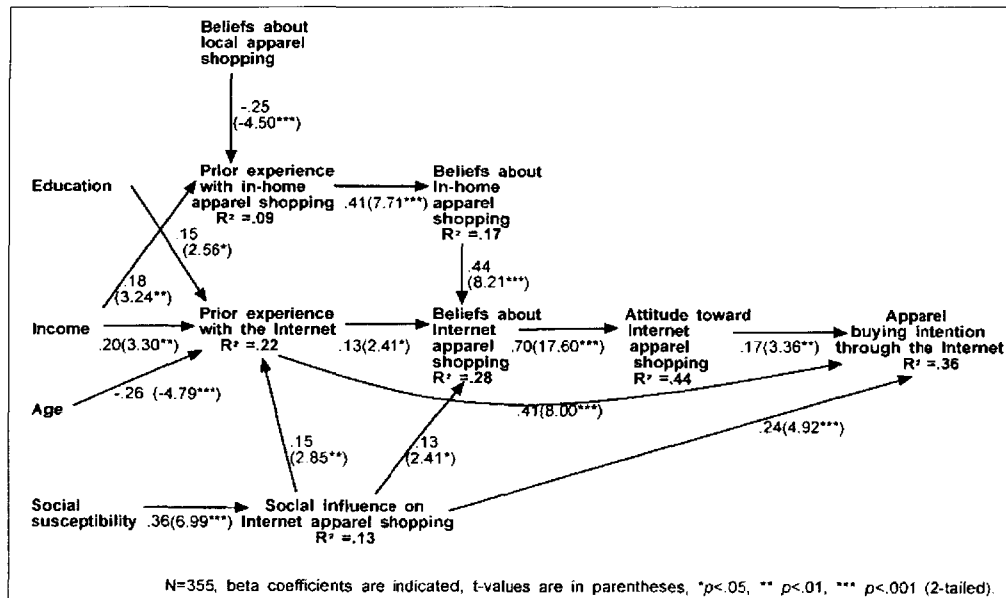 Beliefs about
local apparel
shopping
-.25
(-4.50***)
Education
Prior experience
with in-home
apparel shopping
R² =.09
.41(7.71***)
Beliefs about
In-home
apparel
shopping
R² =.17
.15
(2.56*)
.18
(3.24**)
.44
(8.21***)
Income
.20(3.30**)
Prior experience
with the Internet
R² =.22
.13(2.41*)
Beliefs about
Internet
apparel
shopping
R² =.28
.70(17.60***)
Attitude toward
Internet
apparel
shopping
R² =.44
.17(3.36**)
Apparel
buying intention
through the Internet
R² =.36
Age
-.26 (-4.79***)
.41(8.00***)
.15
(2.85**)
.13
(2.41*)
.24(4.92***)
Social
susceptibility
.36(6.99***)
Social influence on
Internet apparel shopping
R² =.13
N=355, beta coefficients are indicated, t-values are in parentheses, *p<.05, ** p<.01, *** p<.001 (2-tailed).